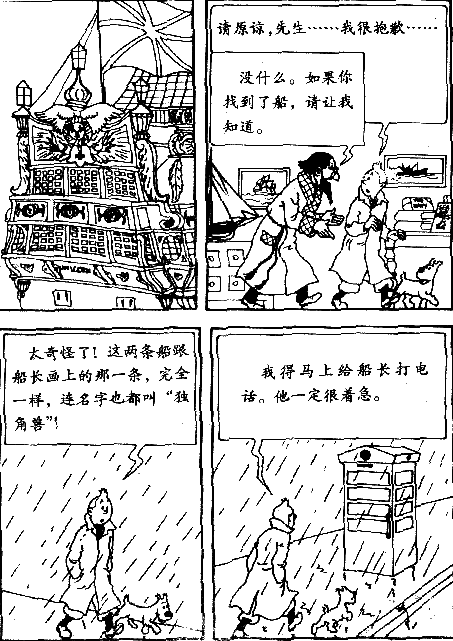 请原谅,先生……我很抱歉……
没什么。如果你
找到了船,请让我
知道。
太奇怪了!这两条船跟
船长画上的那一条,完全
一样,连名字也都叫“独
角兽”!
我得马上给船长打电
话。他一定很着急。